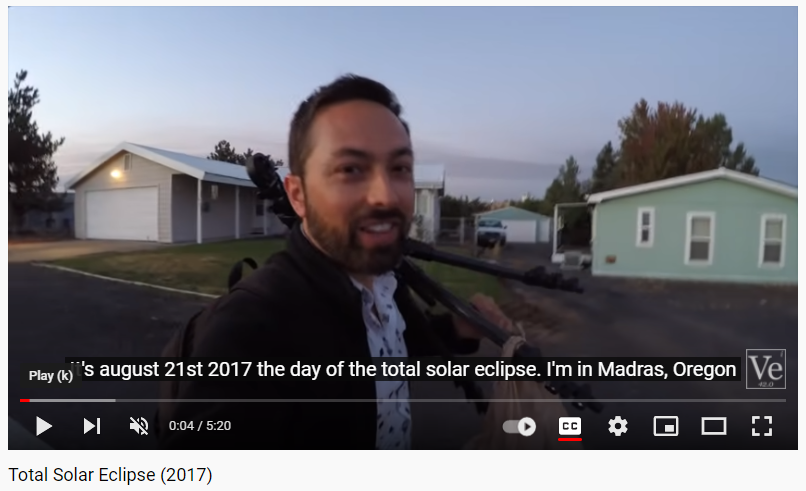 It's august 21st 2017 the day of the total solar eclipse. I'm in Madras, Oregon
Ve
42.0
Play (k)
0:04 / 5:20
CC
Total Solar Eclipse (2017)